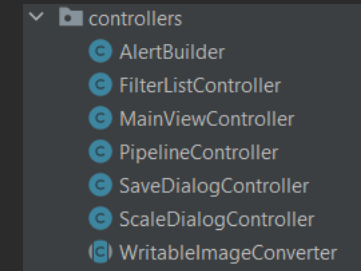 controllers
AlertBuilder
FilterListController
MainViewController
PipelineController
SaveDialogController
ScaleDialogController
WritableImageConverter